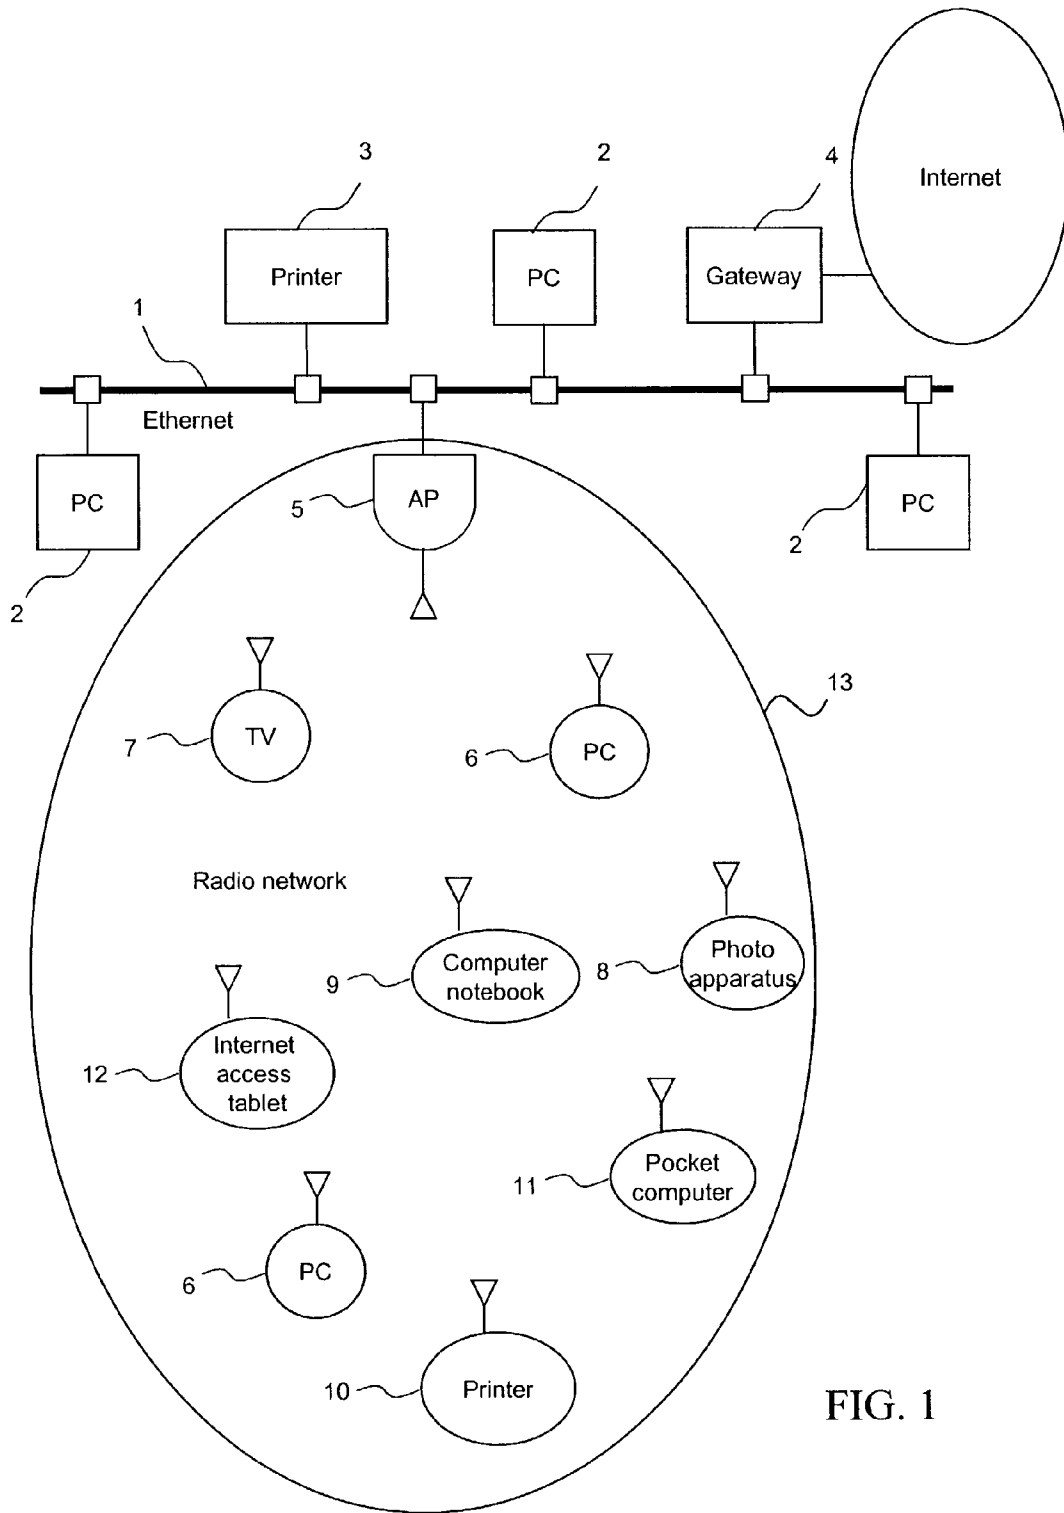 3
2
4
Internet
Printer
PC
Gateway
1
Ethernet
PC
5
AP
PC
2
2
13
TV
7
PC
6
Radio network
Computer
notebook
9
Photo
apparatus
8
Internet
access
tablet
12
Pocket
computer
11
PC
6
Printer
10
FIG. 1